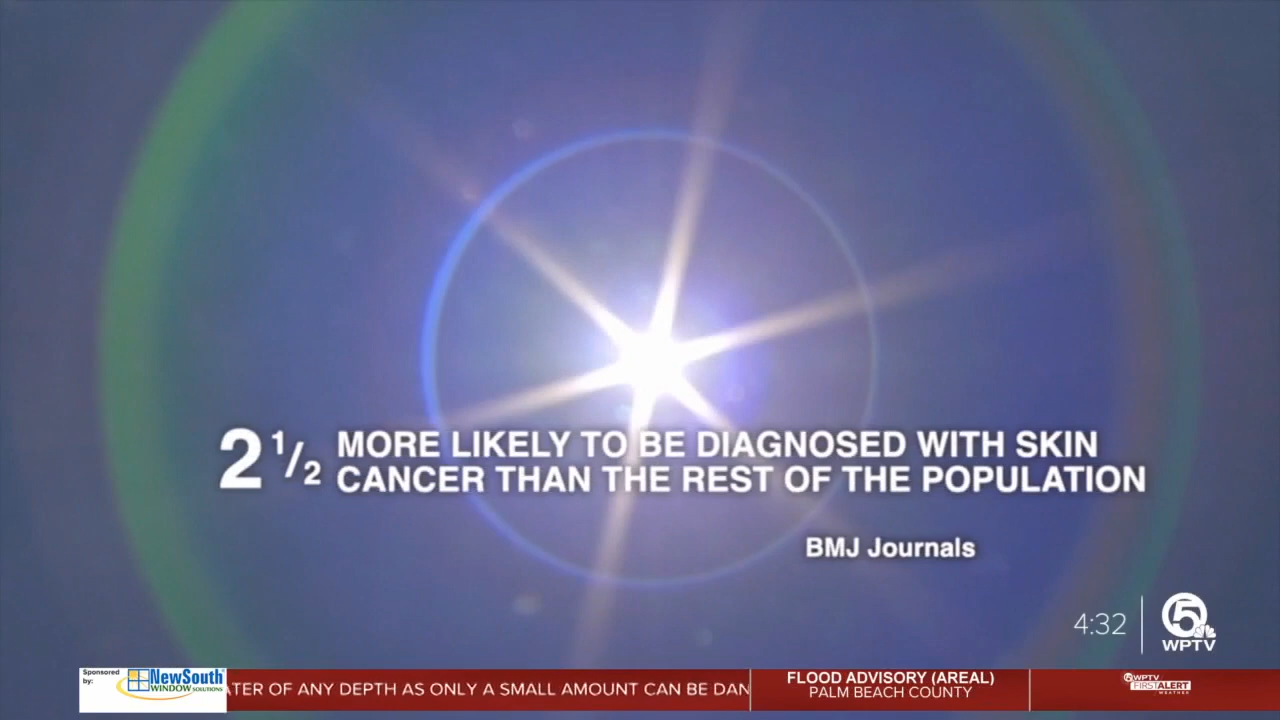 2 1/2 MORE LIKELY TO BE DIAGNOSED WITH SKIN
CANCER THAN THE REST OF THE POPULATION
BMJ Journals
4:32
5
WPTV
Sponsored
by:
NewSouth
WINDOW SOLUTIONS
ATER OF ANY DEPTH AS ONLY A SMALL AMOUNT CAN BE DAN
FLOOD ADVISORY (AREAL)
PALM BEACH COUNTY
5 WPTV
FIRST ALERT
WEATHER